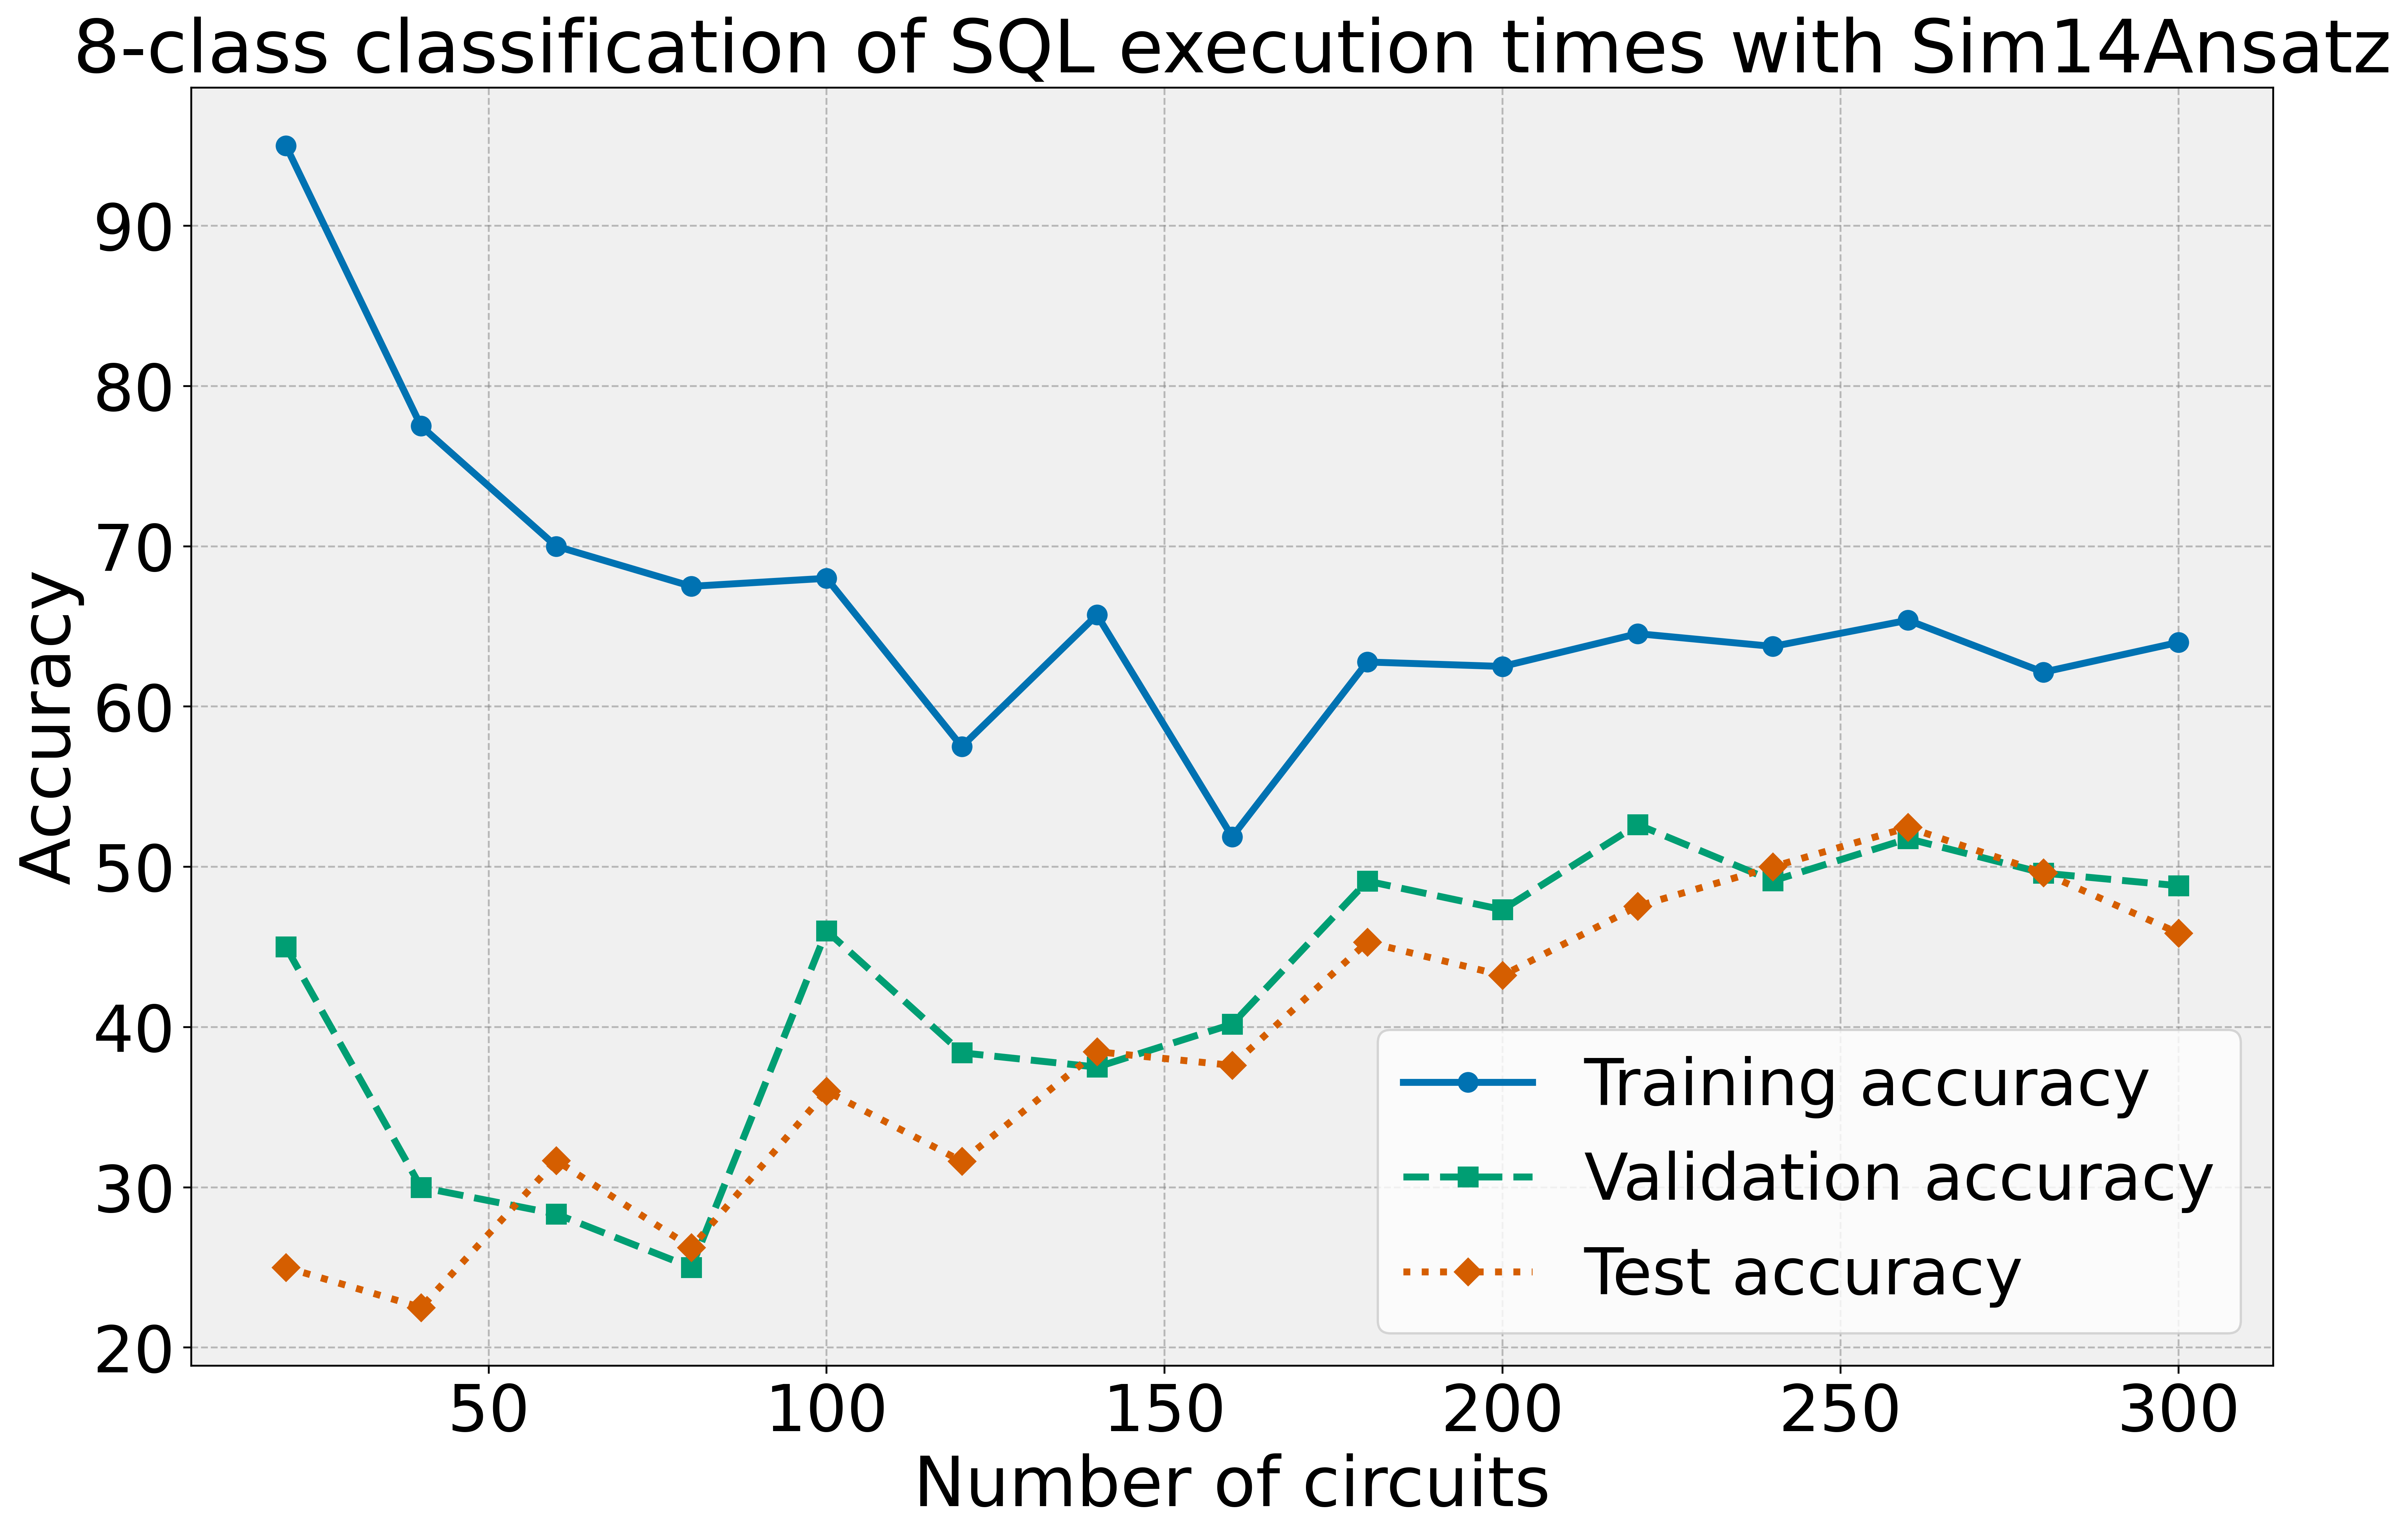 8-class classification of SQL execution times with Sim14Ansatz
Accuracy
90
80
70
60
50
40
30
20
Training accuracy
Validation accuracy
Test accuracy
50 100 150 200 250 300
Number of circuits